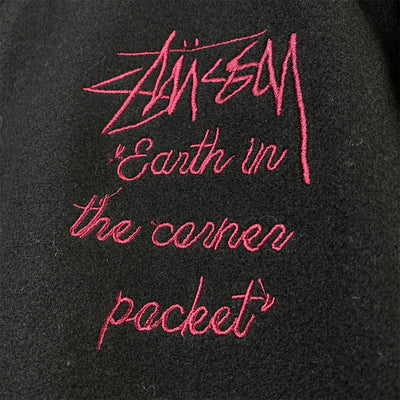 Stüssy
"Earth in
the corner
pocket"